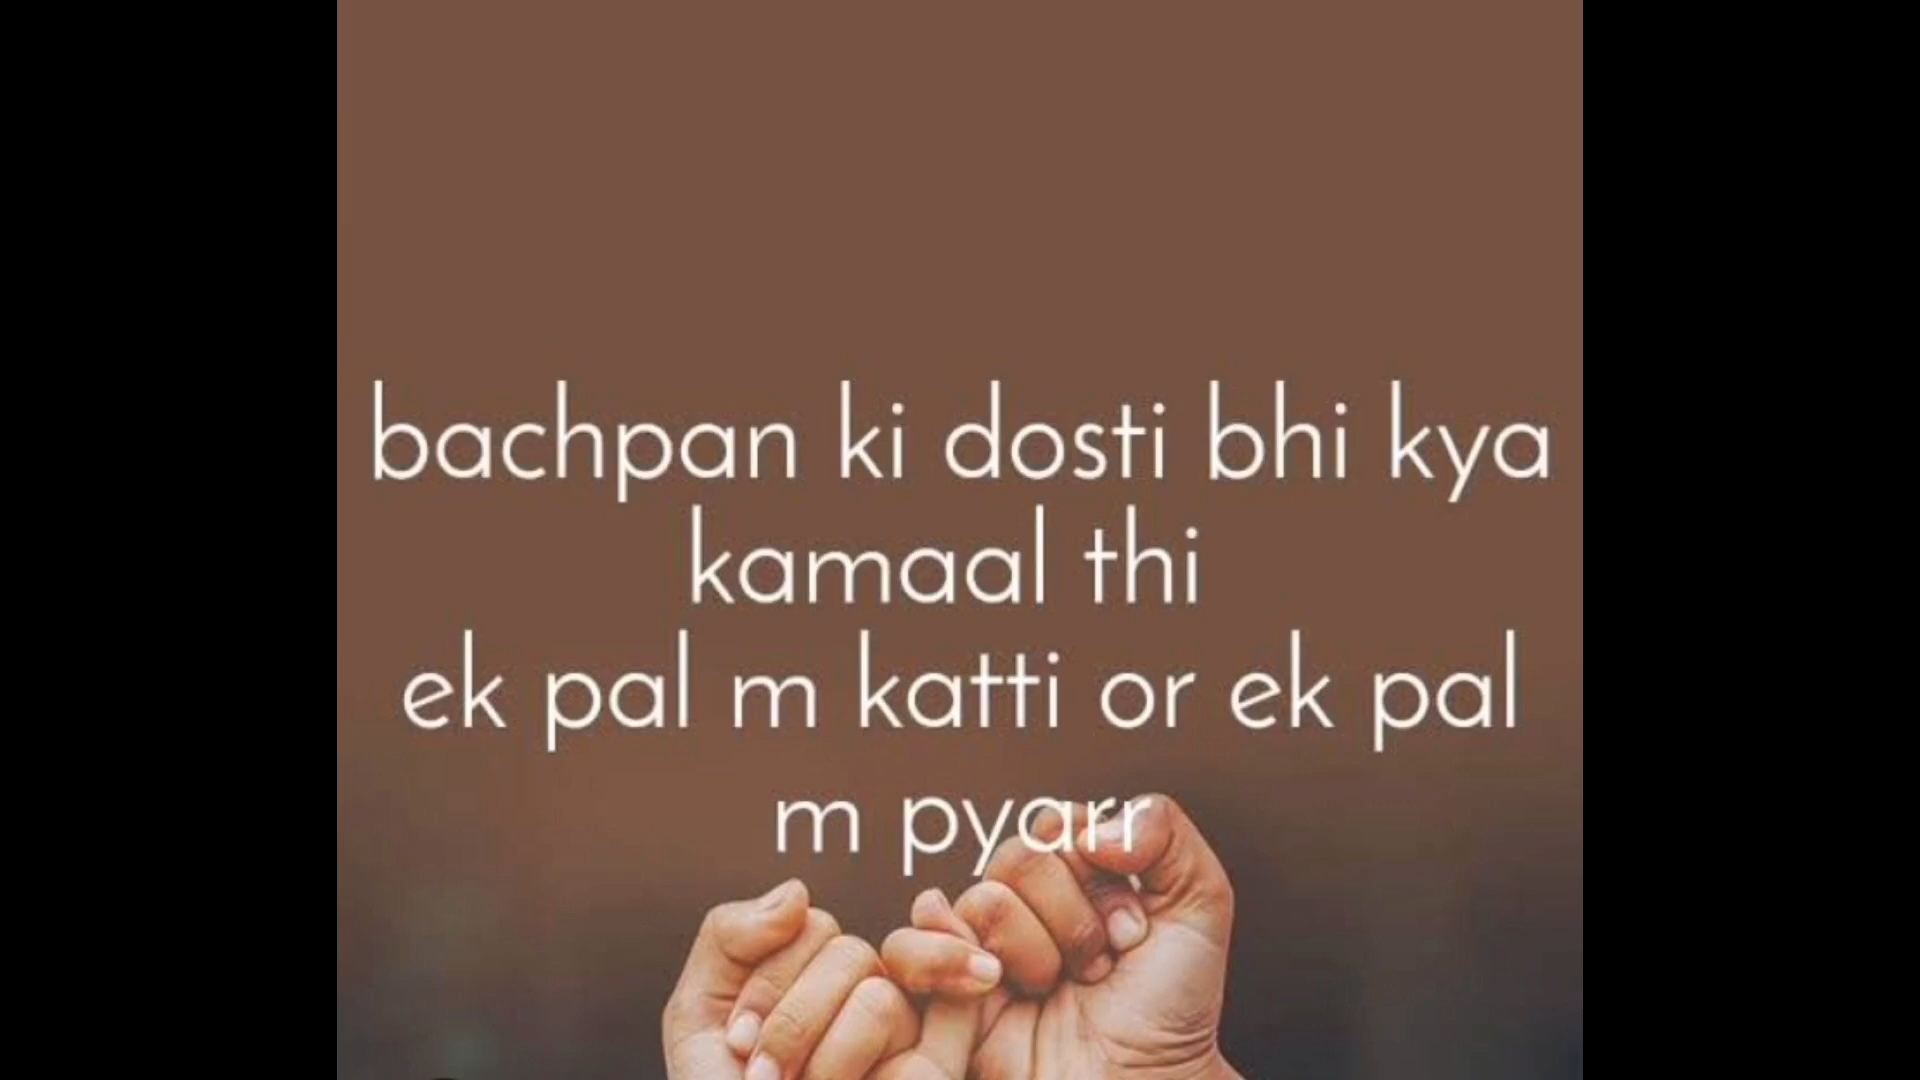 bachpan ki dosti bhi kya
kamaal thi
ek pal m katti or ek pal
m pyarr